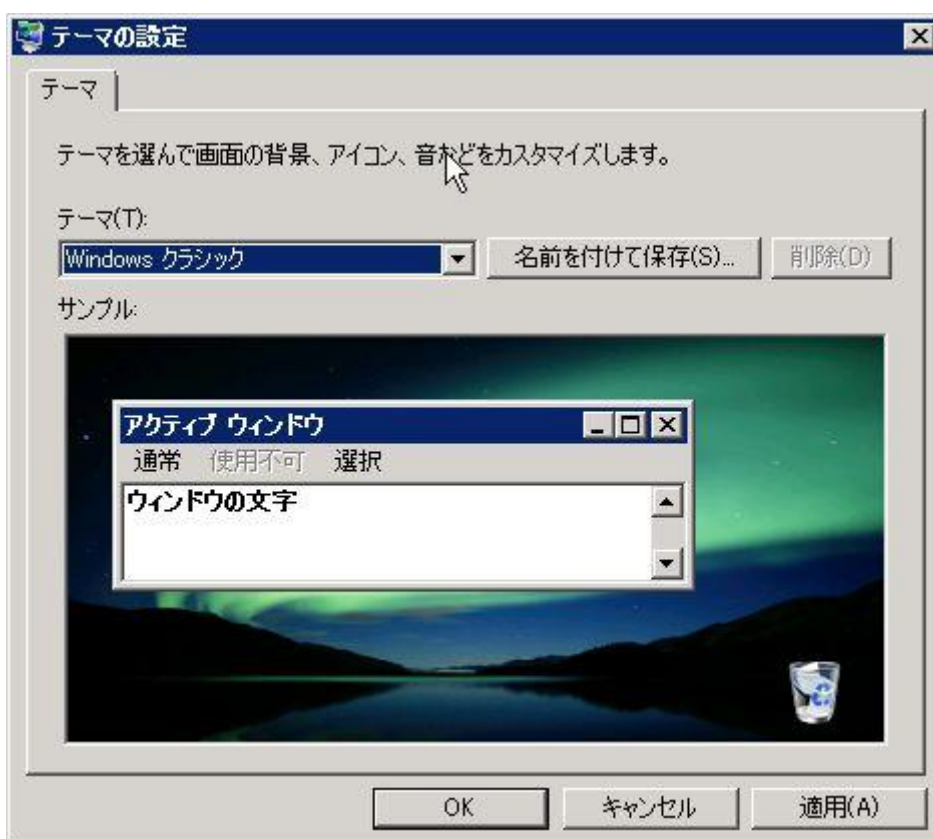 テーマの設定
テーマ
テーマを選んで画面の背景、アイコン、音などをカスタマイズします。
テーマ(T):
Windows クラシック 名前を付けて保存(S)... 削除(D)
サンプル:
アクティブ ウィンドウ
通常 使用不可 選択
ウィンドウの文字
OK キャンセル 適用(A)